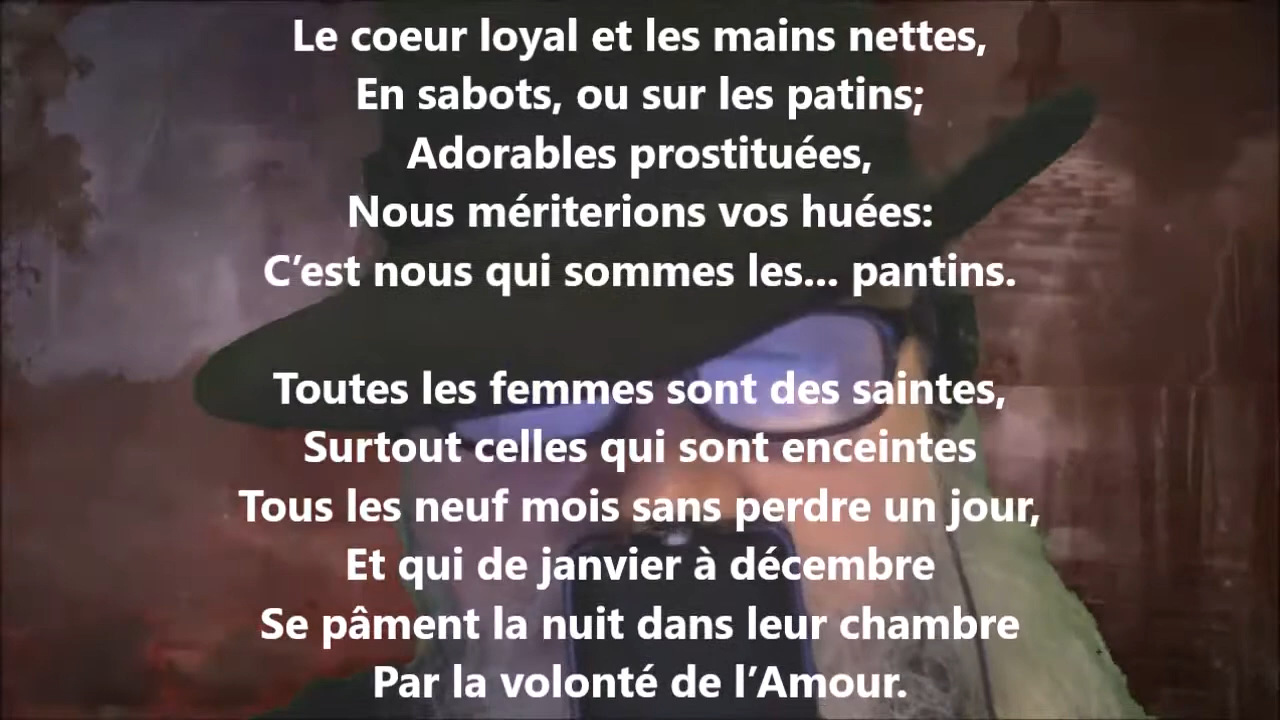 Le coeur loyal et les mains nettes,
En sabots, ou sur les patins;
Adorables prostituées,
Nous mériterions vos huées:
C’est nous qui sommes les... pantins.
Toutes les femmes sont des saintes,
Surtout celles qui sont enceintes
Tous les neuf mois sans perdre un jour,
Et qui de janvier à décembre
Se pâment la nuit dans leur chambre
Par la volonté de l’Amour.